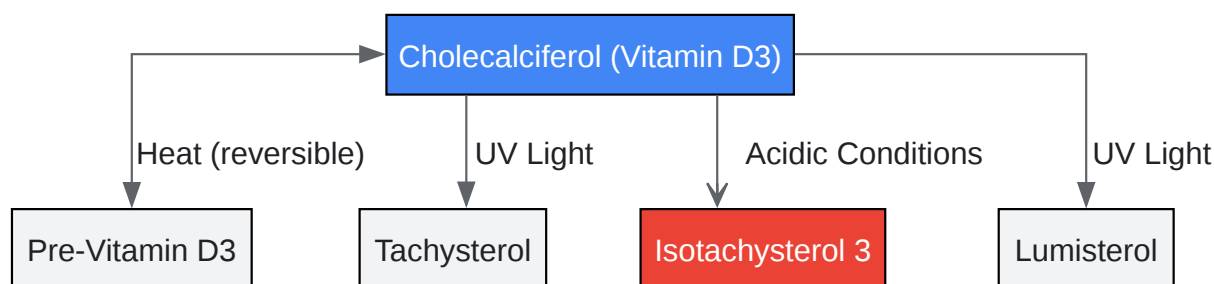 Cholecalciferol (Vitamin D3)
Heat (reversible)
UV Light
Acidic Conditions
UV Light
Pre-Vitamin D3
Tachysterol
Isotachysterol 3
Lumisterol